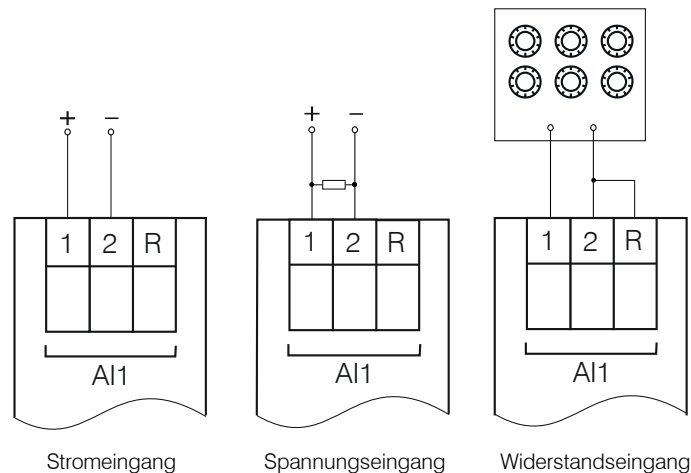 + −
+ −
1 2 R
1 2 R
1 2 R
AI1
AI1
AI1
Stromeingang
Spannungseingang
Widerstandseingang